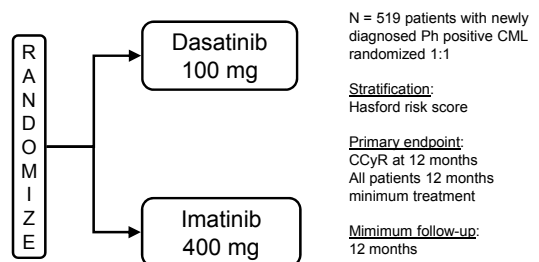 RANDOMIZE
Dasatinib
100 mg
Imatinib
400 mg
N = 519 patients with newly
diagnosed Ph positive CML
randomized 1:1
Stratification:
Hasford risk score
Primary endpoint:
CCyR at 12 months
All patients 12 months
minimum treatment
Mimimum follow-up:
12 months